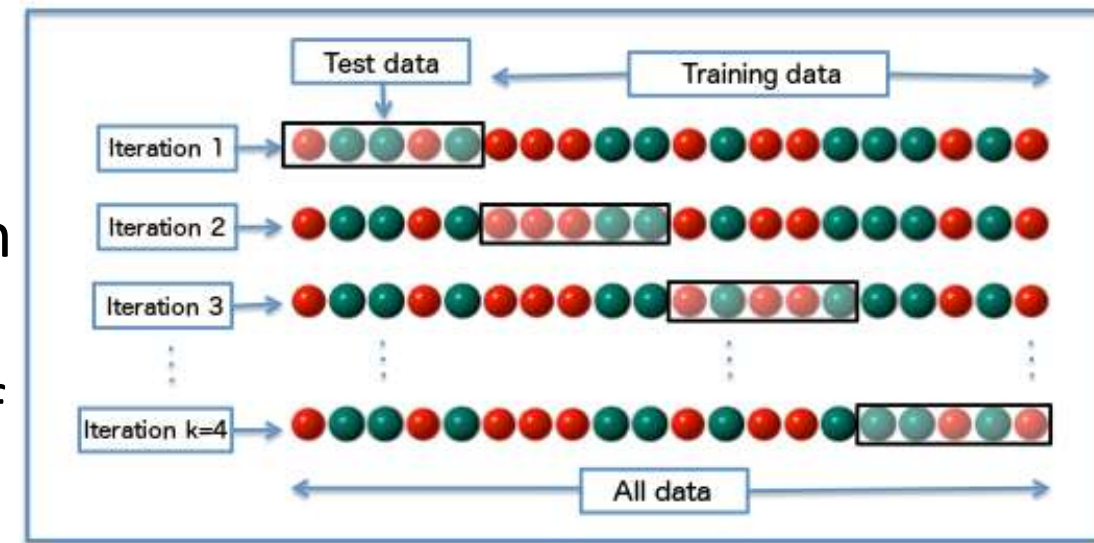 Test data
Training data
Iteration 1
Iteration 2
Iteration 3
Iteration k=4
All data